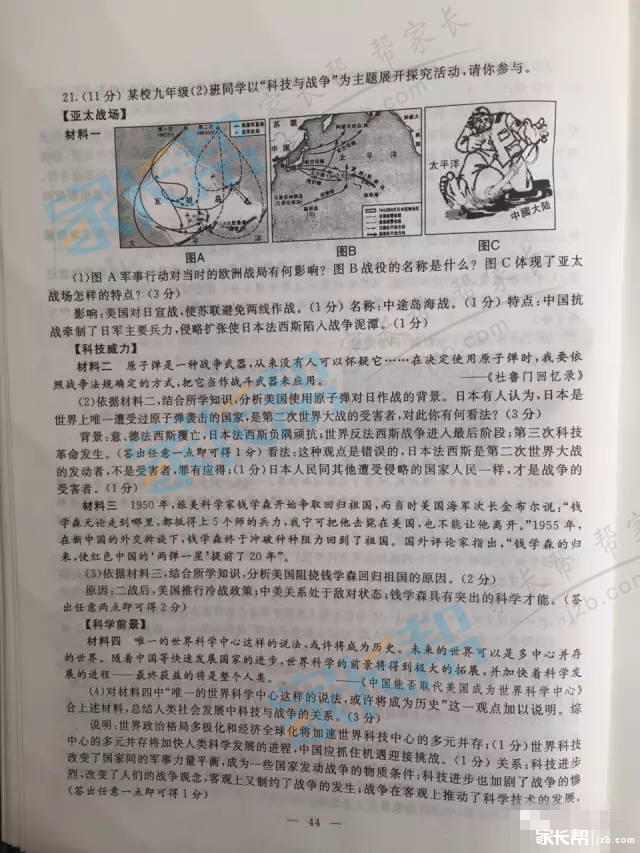 21.(11分)某校九年级(2)班同学以“科技与战争”为主题展开探究活动,请你参与。
【亚太战场】
材料一
苏联
中国
太平洋
太平洋
中國大陆
图A
图B
图C
(1)图A军事行动对当时的欧洲战局有何影响?图B战役的名称是什么?图C体现了亚太
战场怎样的特点?(3分)
影响:美国对日宣战,使苏联避免两线作战。(1分)名称:中途岛海战。(1分)特点:中国抗
战牵制了日军主要兵力,侵略扩张使日本法西斯陷入战争泥潭。(1分)
【科技威力】
材料二 原子弹是一种战争武器,从来没有人可以怀疑它……在决定使用原子弹时,我要依
照战争法规确定的方式,把它当作战斗武器来应用。 ——《杜鲁门回忆录》
(2)依据材料二,结合所学知识,分析美国使用原子弹对日作战的背景。日本有人认为,日本是
世界上唯一遭受过原子弹袭击的国家,是第二次世界大战的受害者,对此你有何看法?(3分)
背景:意、德法西斯覆亡,日本法西斯负隅顽抗;世界反法西斯战争进入最后阶段;第三次科技
革命发生。(答出任意一点即可得1分)看法:这种观点是错误的,日本法西斯是第二次世界大战
的发动者,不是受害者,罪有应得;(1分)日本人民同其他遭受侵略的国家人民一样,才是战争的
受害者。(1分)
材料三 1950年,旅美科学家钱学森开始争取回归祖国,而当时美国海军次长金布尔说:“钱
学森无论走到哪里,都抵得上5个师的兵力,我宁可把他击毙在美国,也不能让他离开。”1955年,
在新中国的外交斡旋下,钱学森终于冲破种种阻力回到了祖国。国外评论家指出,“钱学森的归
来,使红色中国的‘两弹一星’提前了20年”。
(3)依据材料三,结合所学知识,分析美国阻挠钱学森回归祖国的原因。(2分)
原因:二战后,美国推行冷战政策;中美关系处于敌对状态;钱学森具有突出的科学才能。(答
出任意两点即可得2分)
【科学前景】
材料四 唯一的世界科学中心这样的说法,或许将成为历史。未来的世界可以是多中心并存
的世界。随着中国等快速发展国家的进步,世界科学的前景将得到极大的拓展,并加快着科学发
展的进程——最终获益的将是整个人类。 ——《中国能否取代美国成为世界科学中心》
(4)对材料四中“唯一的世界科学中心这样的说法,或许将成为历史”这一观点加以说明。综
合上述材料,总结人类社会发展中科技与战争的关系。(3分)
说明:世界政治格局多极化和经济全球化将加速世界科技中心的多元并存;(1分)世界科技
中心的多元并存将加快人类科学发展的进程,中国应抓住机遇迎接挑战。(1分)关系:科技进步
改变了国家间的军事力量平衡,成为一些国家发动战争的物质条件;科技进步也加剧了战争的惨
烈,改变了人们的战争观念,客观上又制约了战争的发生;战争在客观上推动了科学技术的发展。
(答出任意一点即可得1分)
— 44 —
家长帮 jzb.com